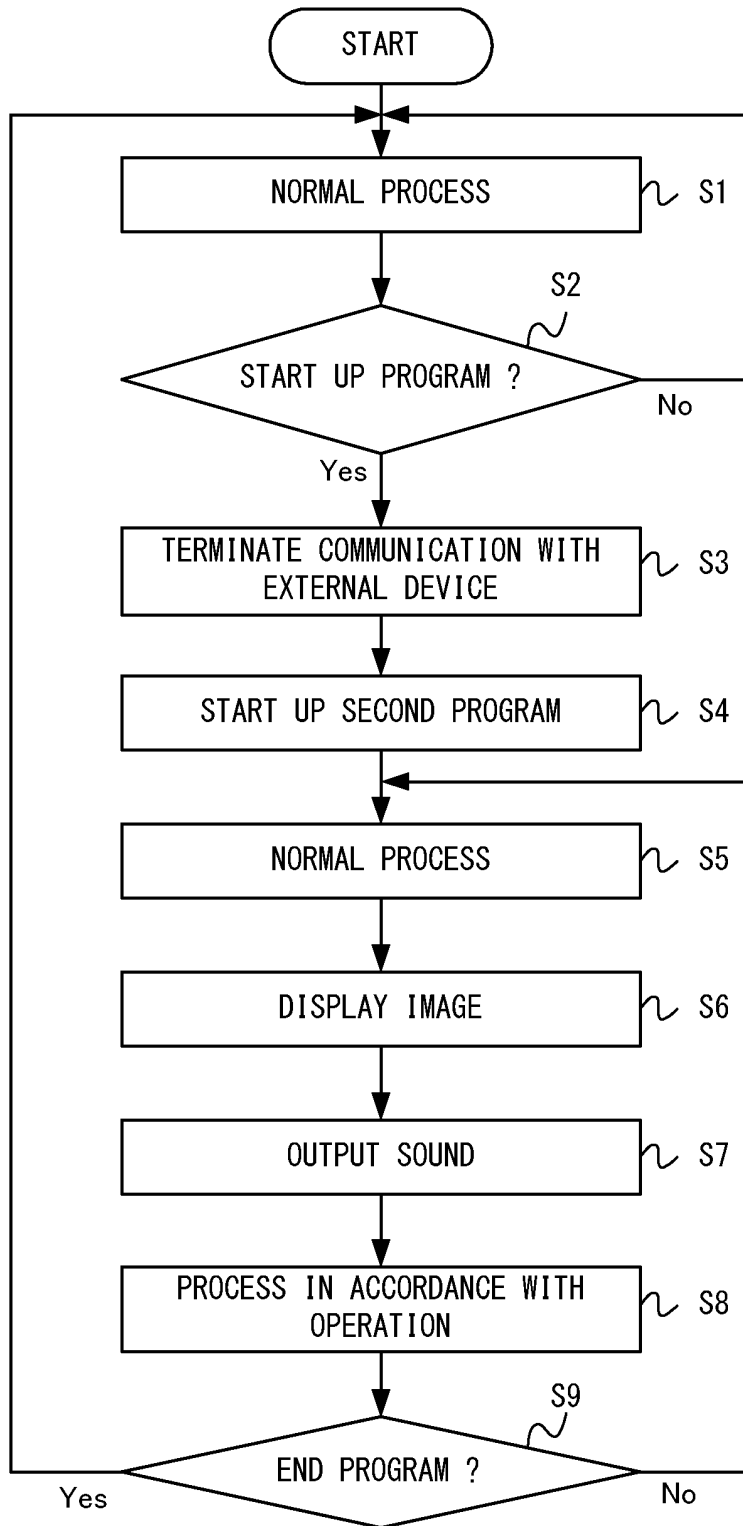 START
NORMAL PROCESS
S1
S2
START UP PROGRAM ?
No
Yes
TERMINATE COMMUNICATION WITH
EXTERNAL DEVICE
S3
START UP SECOND PROGRAM
S4
NORMAL PROCESS
S5
DISPLAY IMAGE
S6
OUTPUT SOUND
S7
PROCESS IN ACCORDANCE WITH
OPERATION
S8
S9
END PROGRAM ?
Yes
No